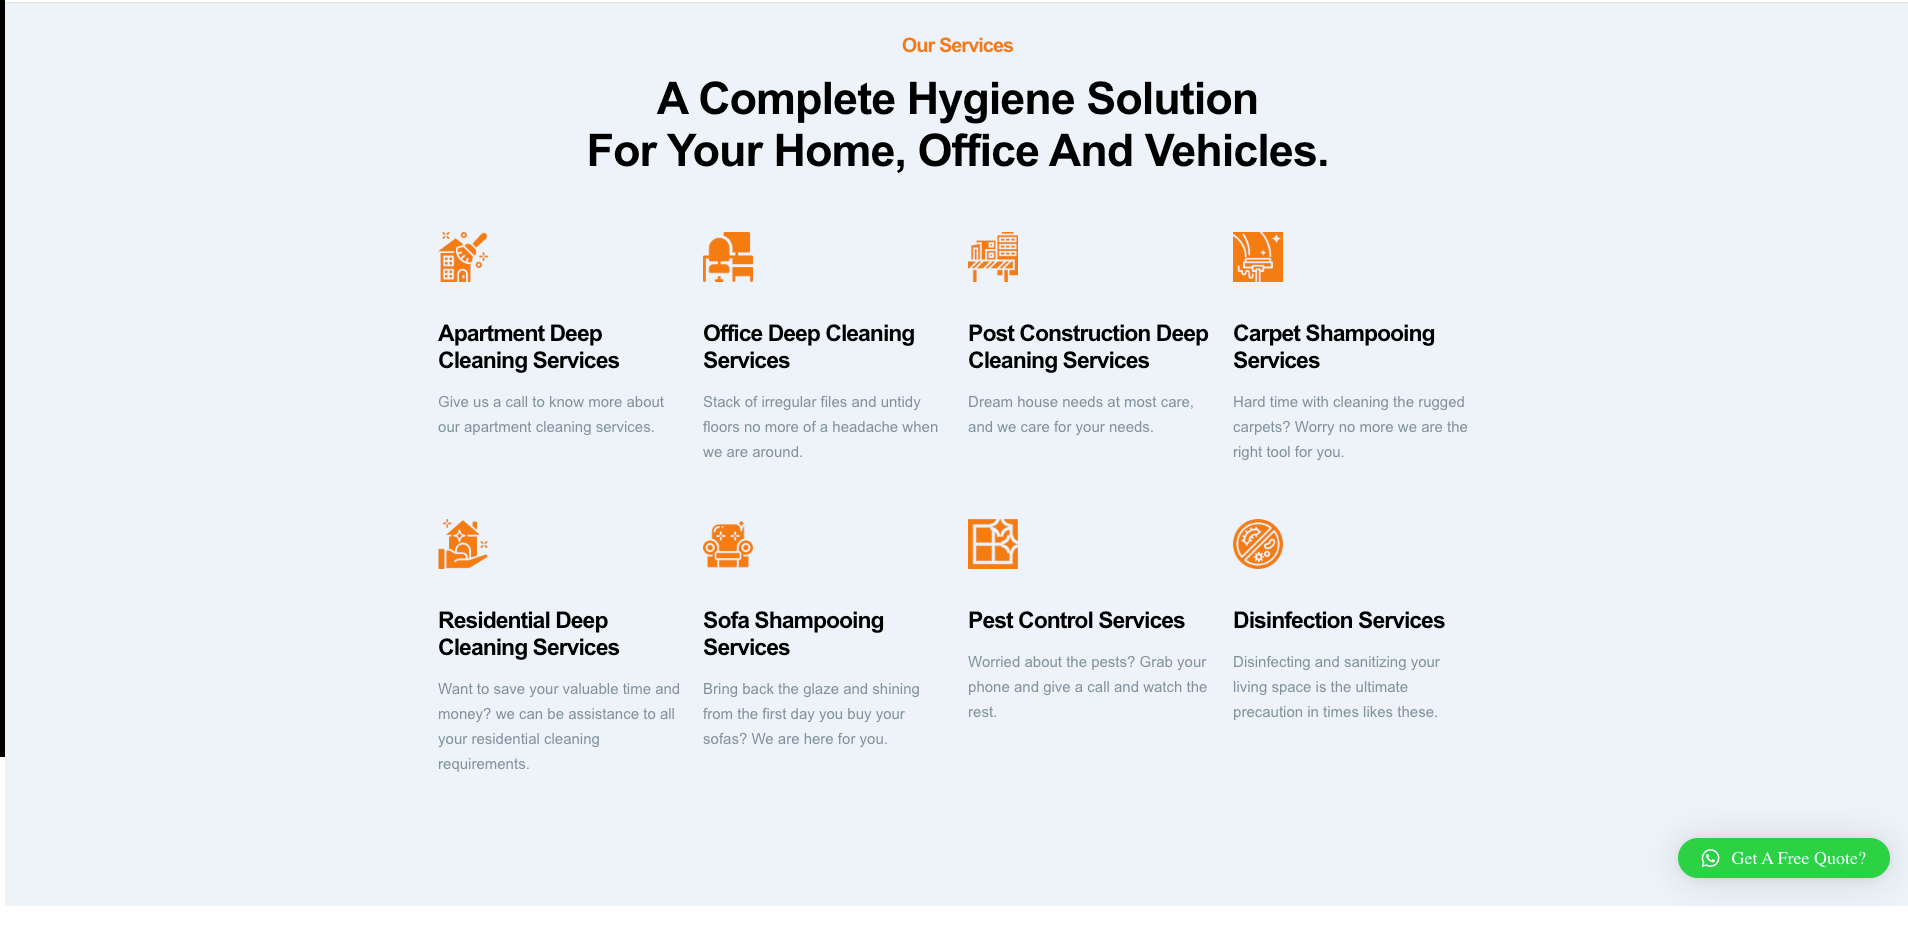 Our Services
A Complete Hygiene Solution
For Your Home, Office And Vehicles.
Apartment Deep
Cleaning Services
Give us a call to know more about
our apartment cleaning services.
Office Deep Cleaning
Services
Stack of irregular files and untidy
floors no more of a headache when
we are around.
Post Construction Deep
Cleaning Services
Dream house needs at most care,
and we care for your needs.
Carpet Shampooing
Services
Hard time with cleaning the rugged
carpets? Worry no more we are the
right tool for you.
Residential Deep
Cleaning Services
Want to save your valuable time and
money? we can be assistance to all
your residential cleaning
requirements.
Sofa Shampooing
Services
Bring back the glaze and shining
from the first day you buy your
sofas? We are here for you.
Pest Control Services
Worried about the pests? Grab your
phone and give a call and watch the
rest.
Disinfection Services
Disinfecting and sanitizing your
living space is the ultimate
precaution in times likes these.
Get A Free Quote?